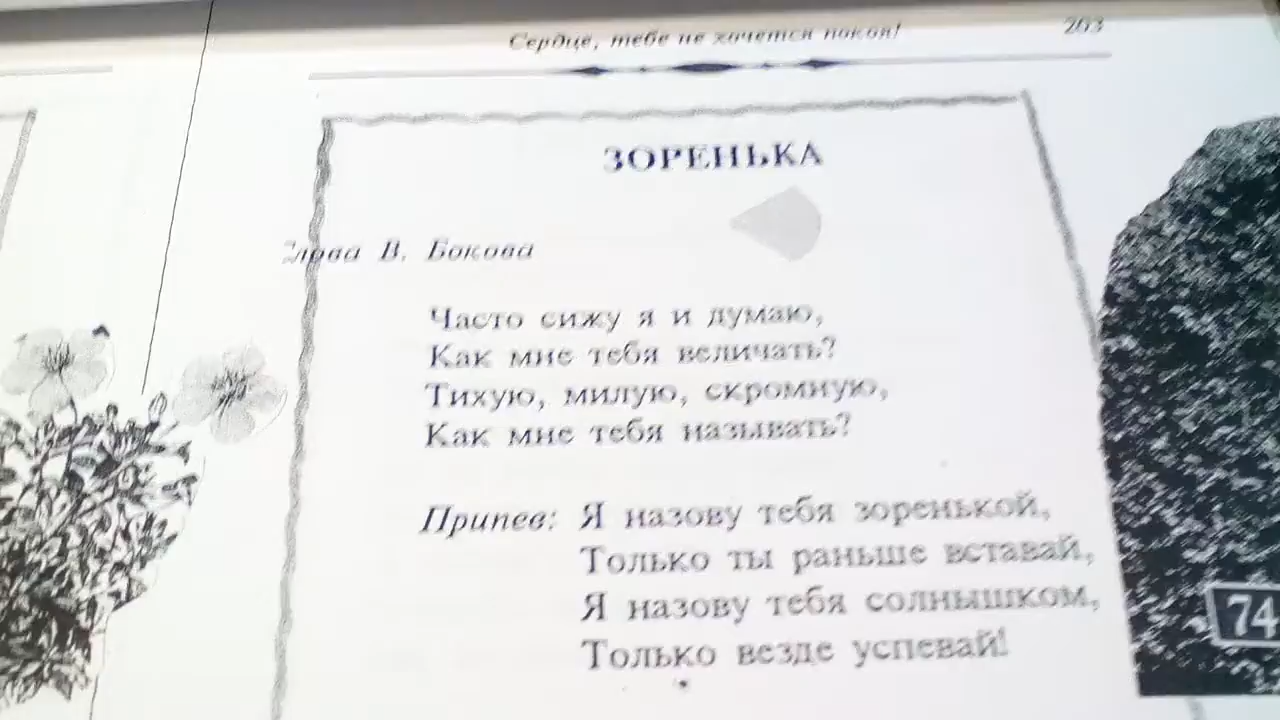 Сердце, тебе не хочется покоя!
203
ЗОРЕНЬКА
Слова В. Бокова
Часто сижу я и думаю,
Как мне тебя величать?
Тихую, милую, скромную,
Как мне тебя называть?
Припев: Я назову тебя зоренькой,
Только ты раньше вставай,
Я назову тебя солнышком,
Только везде успевай!
74